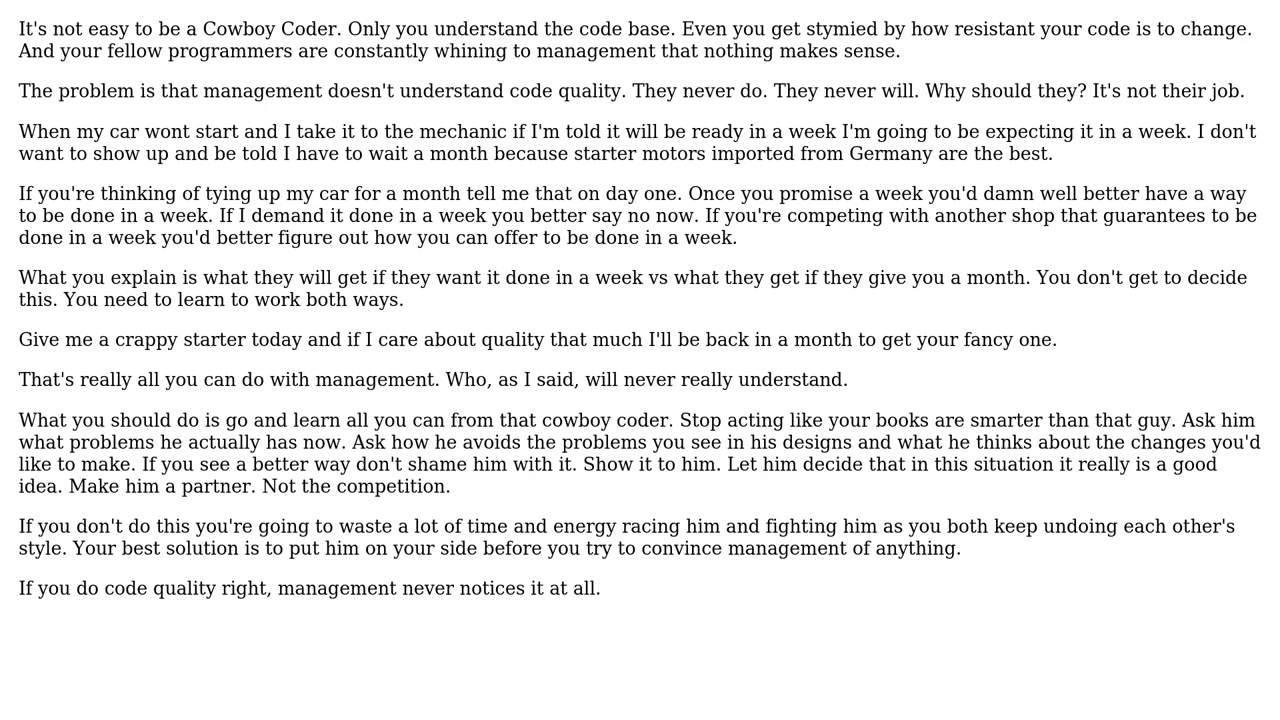 It's not easy to be a Cowboy Coder. Only you understand the code base. Even you get stymied by how resistant your code is to change.
And your fellow programmers are constantly whining to management that nothing makes sense.
The problem is that management doesn't understand code quality. They never do. They never will. Why should they? It's not their job.
When my car wont start and I take it to the mechanic if I'm told it will be ready in a week I'm going to be expecting it in a week. I don't
want to show up and be told I have to wait a month because starter motors imported from Germany are the best.
If you're thinking of tying up my car for a month tell me that on day one. Once you promise a week you'd damn well better have a way
to be done in a week. If I demand it done in a week you better say no now. If you're competing with another shop that guarantees to be
done in a week you'd better figure out how you can offer to be done in a week.
What you explain is what they will get if they want it done in a week vs what they get if they give you a month. You don't get to decide
this. You need to learn to work both ways.
Give me a crappy starter today and if I care about quality that much I'll be back in a month to get your fancy one.
That's really all you can do with management. Who, as I said, will never really understand.
What you should do is go and learn all you can from that cowboy coder. Stop acting like your books are smarter than that guy. Ask him
what problems he actually has now. Ask how he avoids the problems you see in his designs and what he thinks about the changes you'd
like to make. If you see a better way don't shame him with it. Show it to him. Let him decide that in this situation it really is a good
idea. Make him a partner. Not the competition.
If you don't do this you're going to waste a lot of time and energy racing him and fighting him as you both keep undoing each other's
style. Your best solution is to put him on your side before you try to convince management of anything.
If you do code quality right, management never notices it at all.